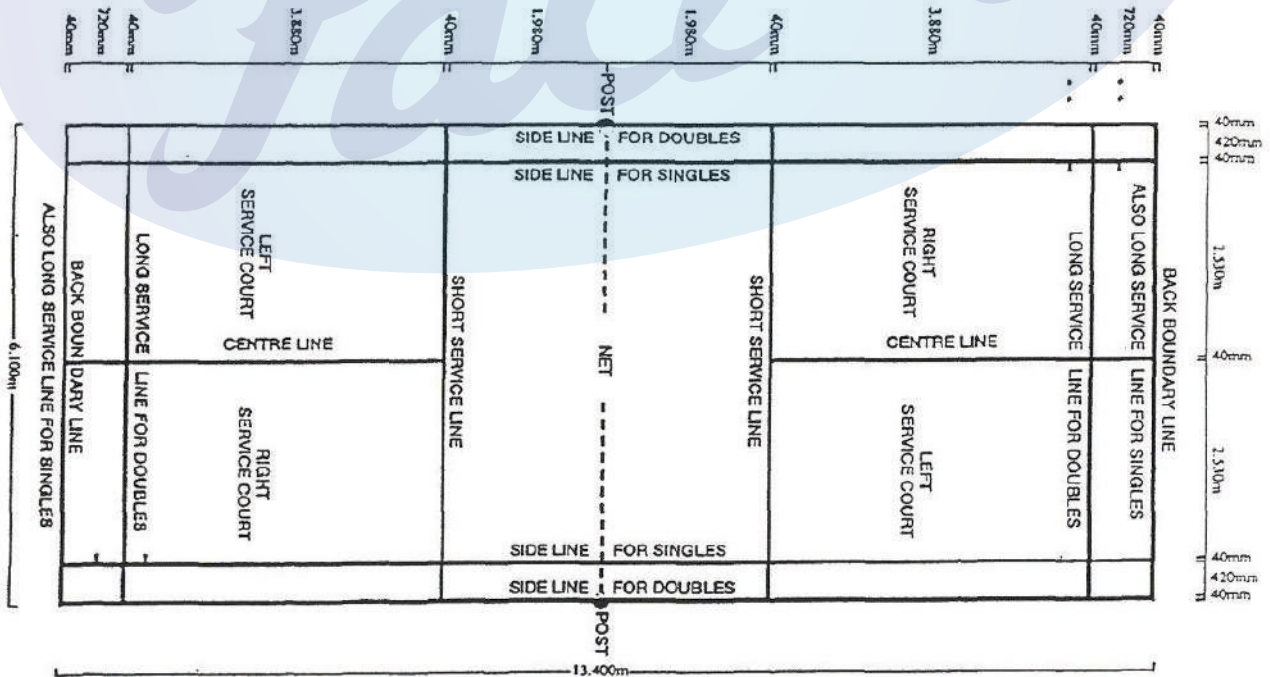 40mm
720mm
40mm
3.880m
40mm
1.980m
1.980m
40mm
3.880m
40mm
720mm
40mm
POST
SIDE LINE FOR DOUBLES
SIDE LINE FOR SINGLES
40mm
420mm
40mm
2.530m
40mm
2.530m
40mm
420mm
40mm
LEFT
SERVICE COURT
RIGHT
SERVICE COURT
CENTRE LINE
NET
CENTRE LINE
RIGHT
SERVICE COURT
LEFT
SERVICE COURT
6.100m
ALSO LONG SERVICE LINE FOR SINGLES
BACK BOUNDARY LINE
LONG SERVICE LINE FOR DOUBLES
SHORT SERVICE LINE
SHORT SERVICE LINE
LONG SERVICE LINE FOR DOUBLES
ALSO LONG SERVICE LINE FOR SINGLES
BACK BOUNDARY LINE
SIDE LINE FOR SINGLES
SIDE LINE FOR DOUBLES
POST
13.400m